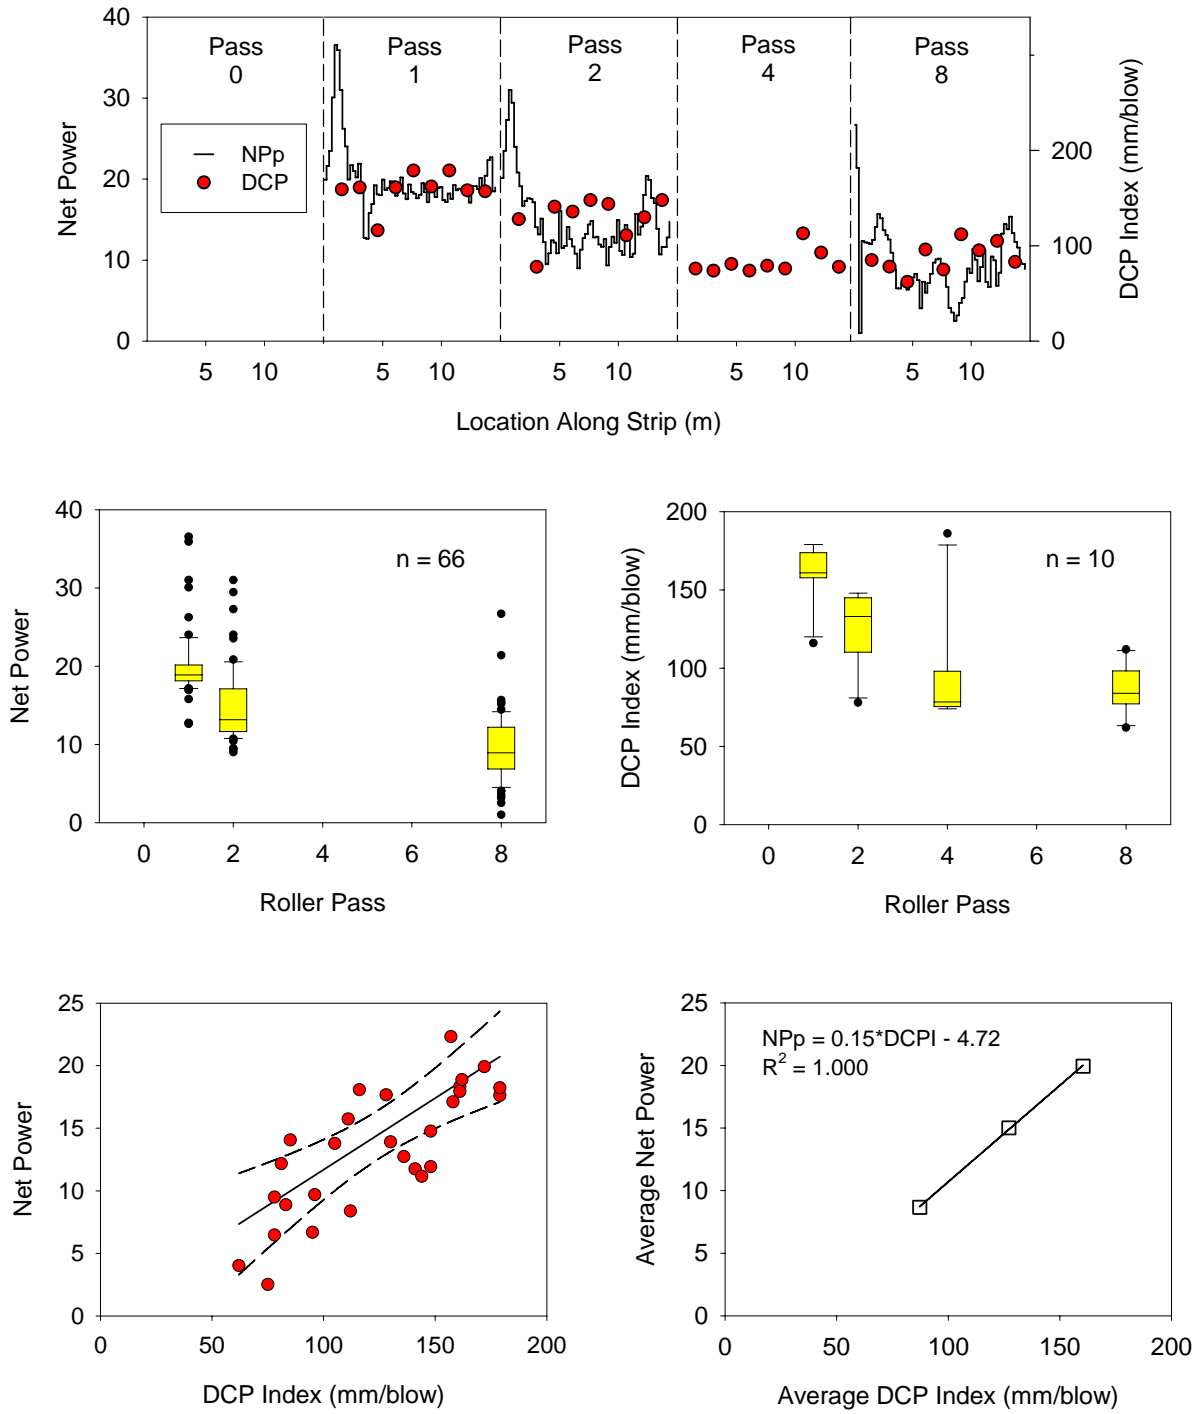 40
30
20
10
0
Net Power
Pass
0
Pass
1
Pass
2
Pass
4
Pass
8
NPp
DCP
200
100
0
DCP Index (mm/blow)
5 10 5 10 5 10 5 10 5 10
Location Along Strip (m)
40
30
20
10
0
Net Power
n = 66
0 2 4 6 8
Roller Pass
200
150
100
50
0
DCP Index (mm/blow)
n = 10
0 2 4 6 8
Roller Pass
25
20
15
10
5
0
Net Power
0 50 100 150 200
DCP Index (mm/blow)
25
20
15
10
5
0
Average Net Power
NPp = 0.15*DCPI - 4.72
R² = 1.000
0 50 100 150 200
Average DCP Index (mm/blow)